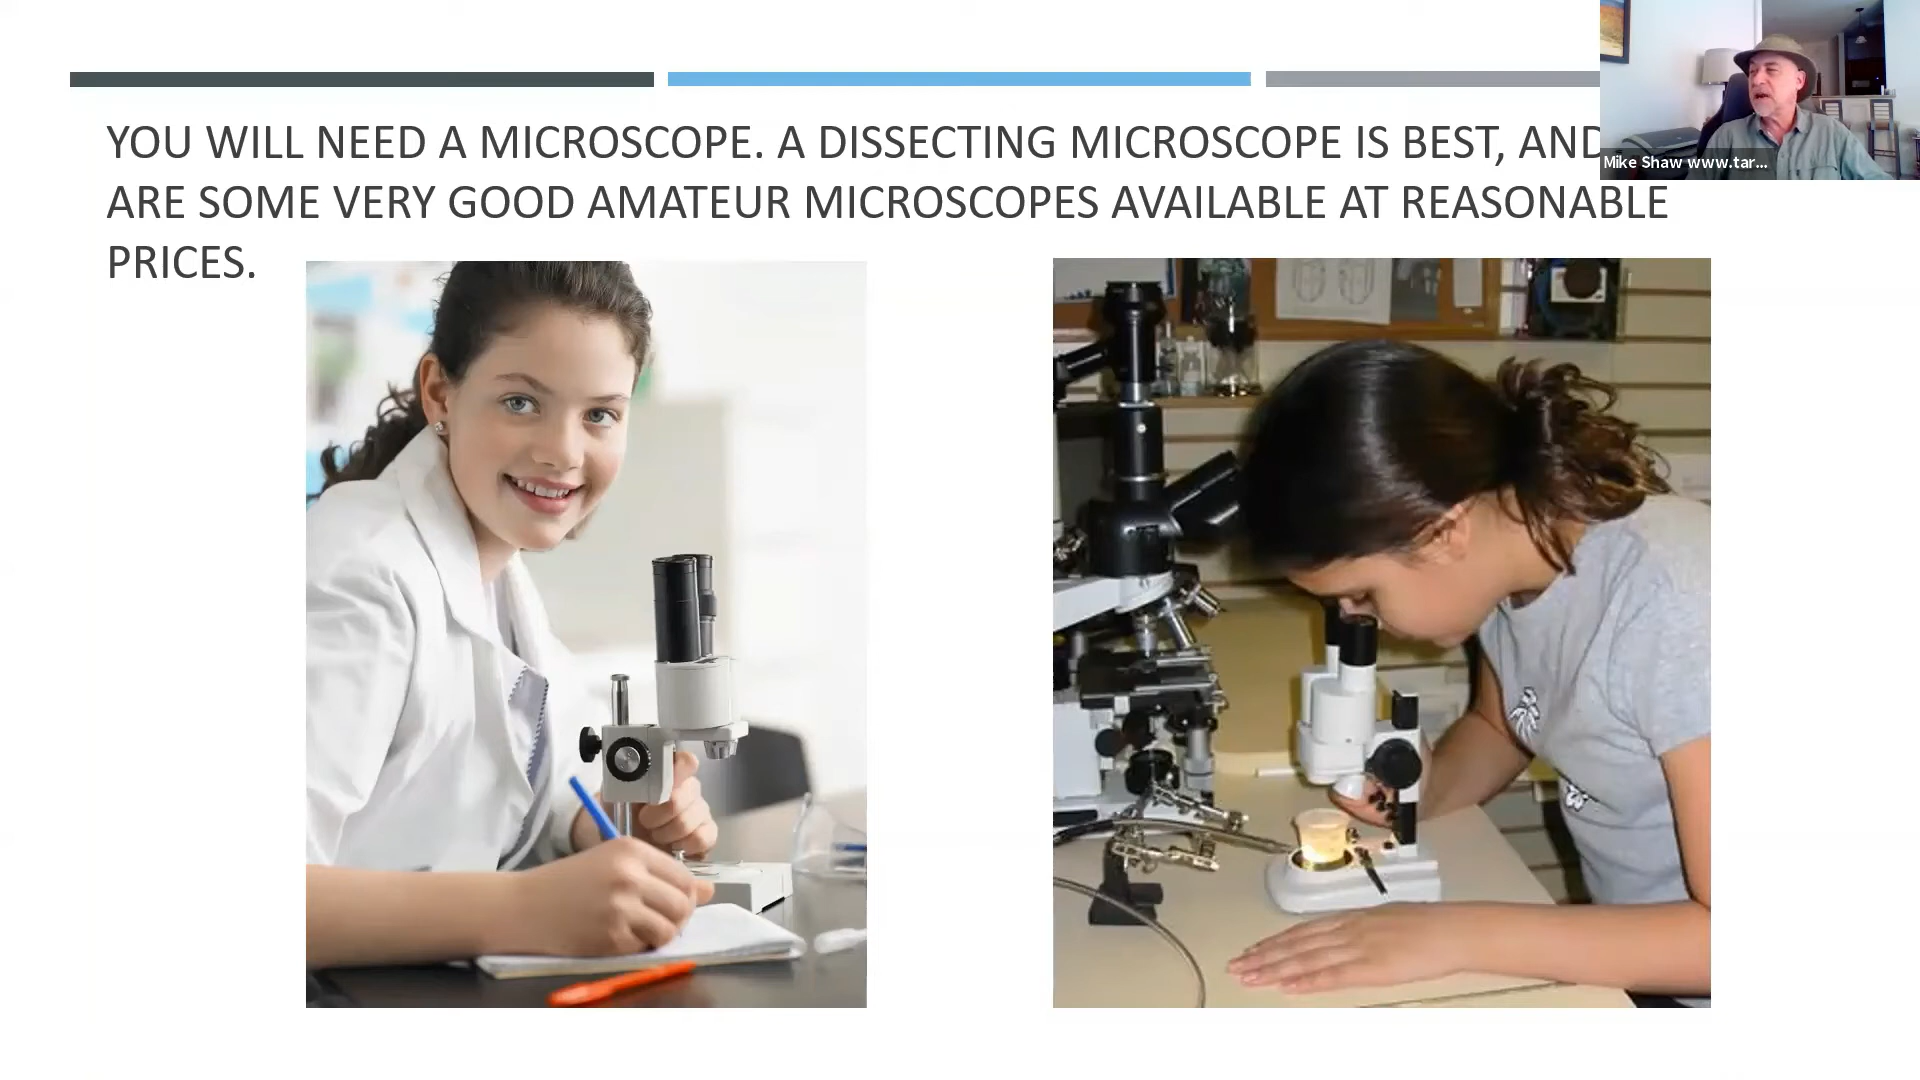 YOU WILL NEED A MICROSCOPE. A DISSECTING MICROSCOPE IS BEST, AND
ARE SOME VERY GOOD AMATEUR MICROSCOPES AVAILABLE AT REASONABLE
PRICES.
Mike Shaw www.tar...